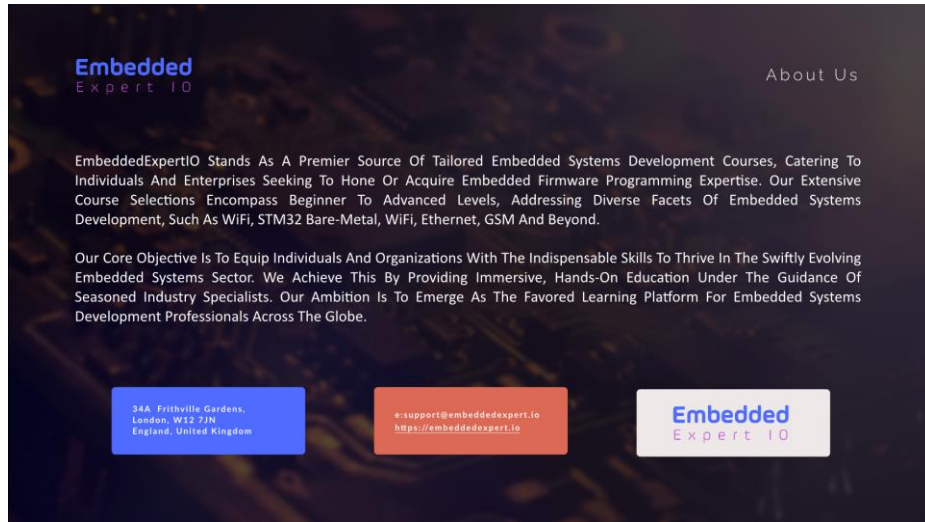 Embedded
Expert IO
About Us
EmbeddedExpertIO Stands As A Premier Source Of Tailored Embedded Systems Development Courses, Catering To
Individuals And Enterprises Seeking To Hone Or Acquire Embedded Firmware Programming Expertise. Our Extensive
Course Selections Encompass Beginner To Advanced Levels, Addressing Diverse Facets Of Embedded Systems
Development, Such As WiFi, STM32 Bare-Metal, WiFi, Ethernet, GSM And Beyond.
Our Core Objective Is To Equip Individuals And Organizations With The Indispensable Skills To Thrive In The Swiftly Evolving
Embedded Systems Sector. We Achieve This By Providing Immersive, Hands-On Education Under The Guidance Of
Seasoned Industry Specialists. Our Ambition Is To Emerge As The Favored Learning Platform For Embedded Systems
Development Professionals Across The Globe.
34A Frithville Gardens,
London, W12 7JN
England, United Kingdom
e:support@embeddedexpert.io
https://embeddedexpert.io
Embedded
Expert IO